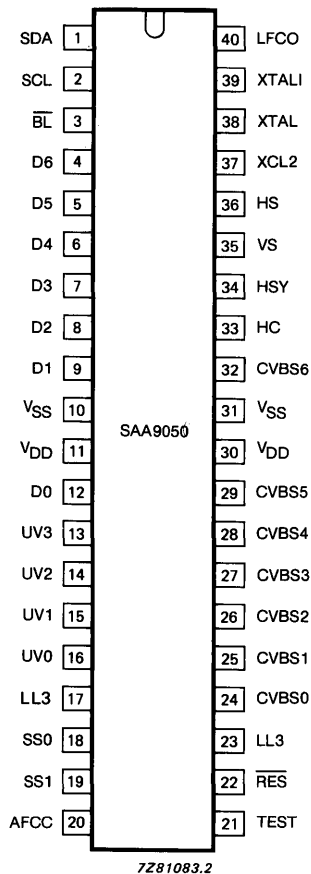 SDA 1 40 LFCO
SCL 2 39 XTALI
B̅L̅ 3 38 XTAL
D6 4 37 XCL2
D5 5 36 HS
D4 6 35 VS
D3 7 34 HSY
D2 8 33 HC
D1 9 32 CVBS6
VSS 10 31 VSS
SAA9050
VDD 11 30 VDD
D0 12 29 CVBS5
UV3 13 28 CVBS4
UV2 14 27 CVBS3
UV1 15 26 CVBS2
UV0 16 25 CVBS1
LL3 17 24 CVBS0
SS0 18 23 LL3
SS1 19 22 R̅E̅S̅
AFCC 20 21 TEST
7Z81083.2